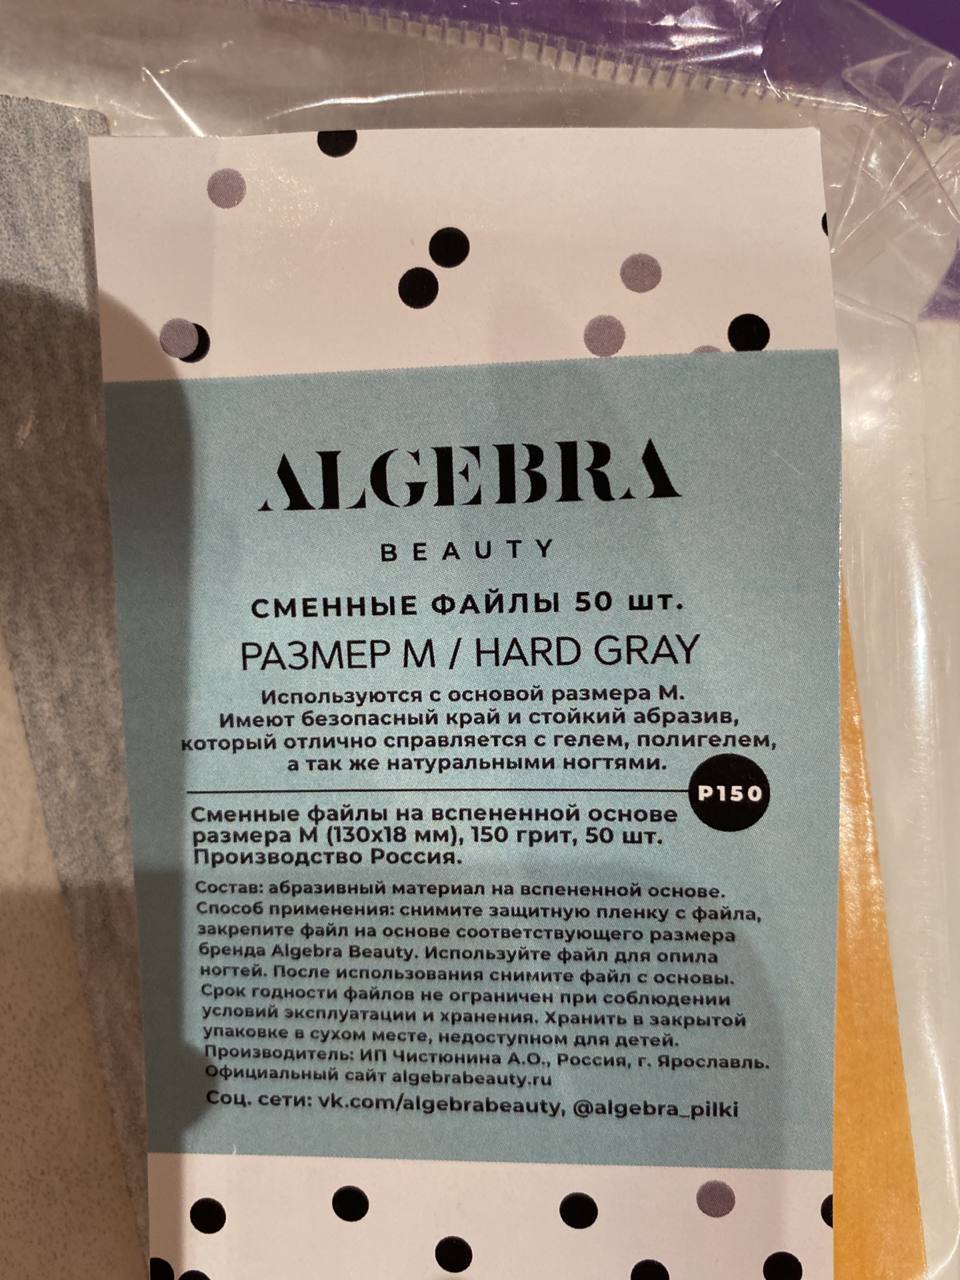 ALGEBRA
BEAUTY
СМЕННЫЕ ФАЙЛЫ 50 шт.
РАЗМЕР М / HARD GRAY
Используются с основой размера М.
Имеют безопасный край и стойкий абразив,
который отлично справляется с гелем, полигелем,
а так же натуральными ногтями.
P150
Сменные файлы на вспененной основе
размера М (130х18 мм), 150 грит, 50 шт.
Производство Россия.
Состав: абразивный материал на вспененной основе.
Способ применения: снимите защитную пленку с файла,
закрепите файл на основе соответствующего размера
бренда Algebra Beauty. Используйте файл для опила
ногтей. После использования снимите файл с основы.
Срок годности файлов не ограничен при соблюдении
условий эксплуатации и хранения. Хранить в закрытой
упаковке в сухом месте, недоступном для детей.
Производитель: ИП Чистюнина А.О., Россия, г. Ярославль.
Официальный сайт algebrabeauty.ru
Соц. сети: vk.com/algebrabeauty, @algebra_pilki